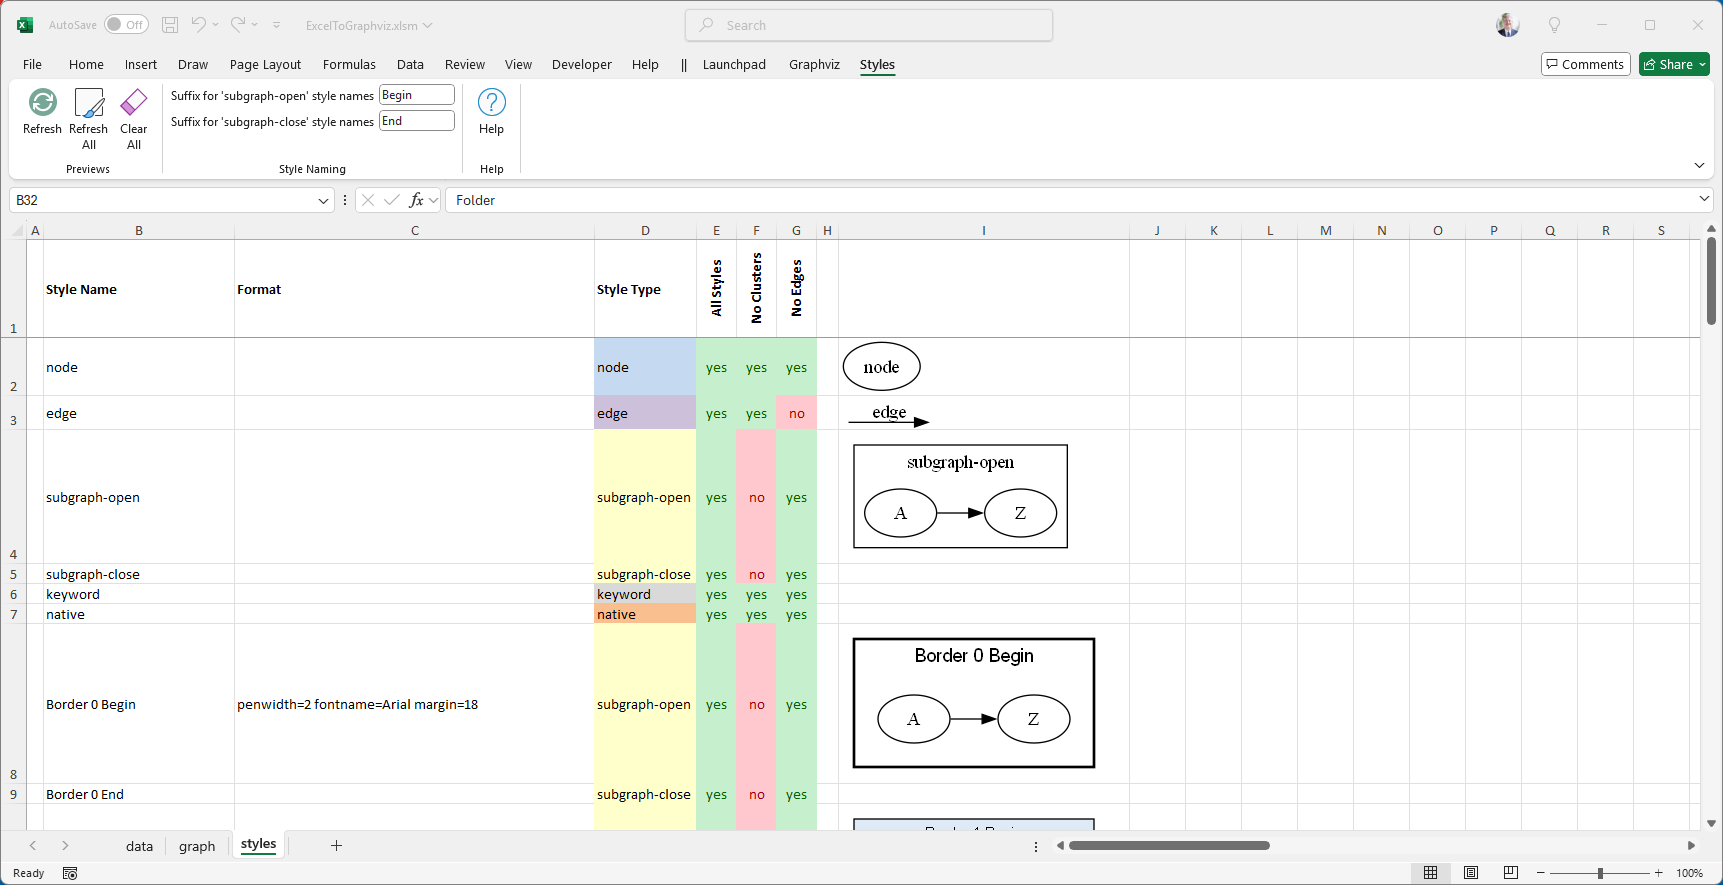 AutoSave Off ExcelToGraphviz.xlsm Search
File Home Insert Draw Page Layout Formulas Data Review View Developer Help || Launchpad Graphviz Styles Comments Share
Refresh
Refresh All
Clear All
Previews
Suffix for 'subgraph-open' style names Begin
Suffix for 'subgraph-close' style names End
Style Naming
Help
Help
B32 fx Folder
A B C D E F G H I J K L M N O P Q R S
1 Style Name Format Style Type All Styles No Clusters No Edges
2 node node yes yes yes node
3 edge edge yes yes no edge
subgraph-open
4 subgraph-open subgraph-open yes no yes A Z
5 subgraph-close subgraph-close yes no yes
6 keyword keyword yes yes yes
7 native native yes yes yes
Border 0 Begin
8 Border 0 Begin penwidth=2 fontname=Arial margin=18 subgraph-open yes no yes A Z
9 Border 0 End subgraph-close yes no yes
data graph styles
Ready 100%